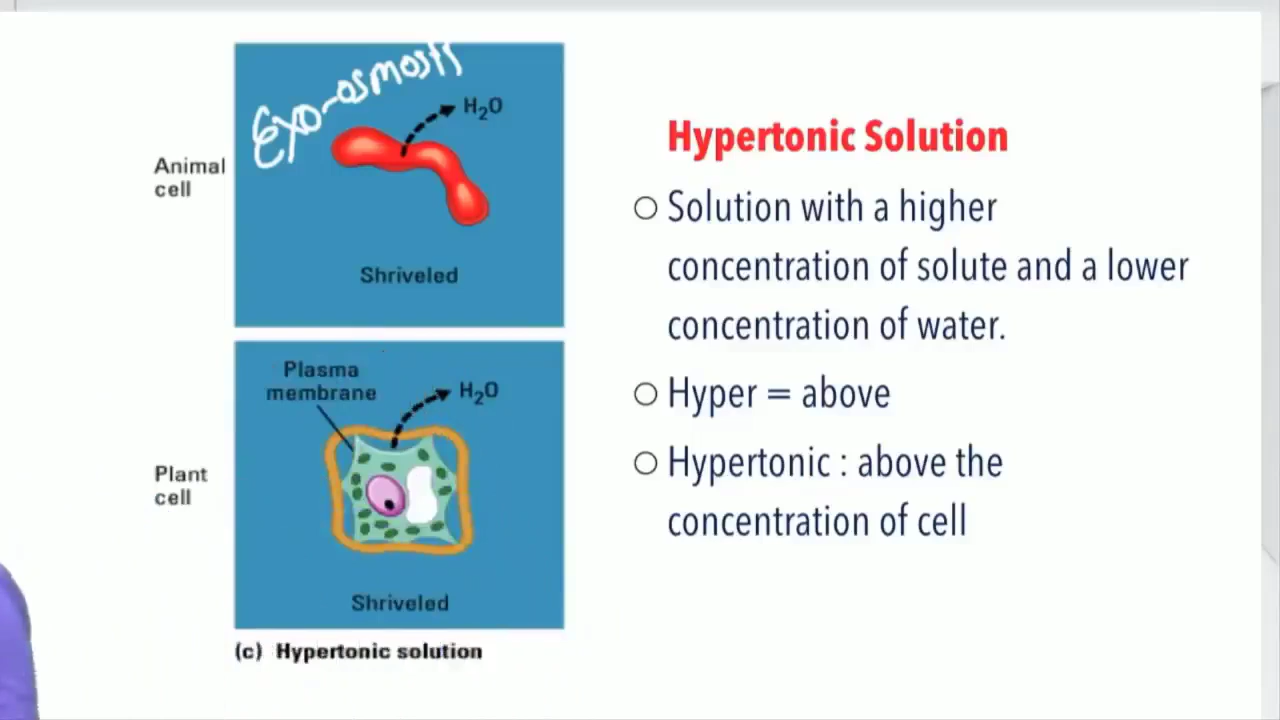 Exo-osmosis
H₂O
Animal
cell
Shriveled
Plasma
membrane
H₂O
Plant
cell
Shriveled
(c) Hypertonic solution
Hypertonic Solution
○ Solution with a higher
concentration of solute and a lower
concentration of water.
○ Hyper = above
○ Hypertonic : above the
concentration of cell